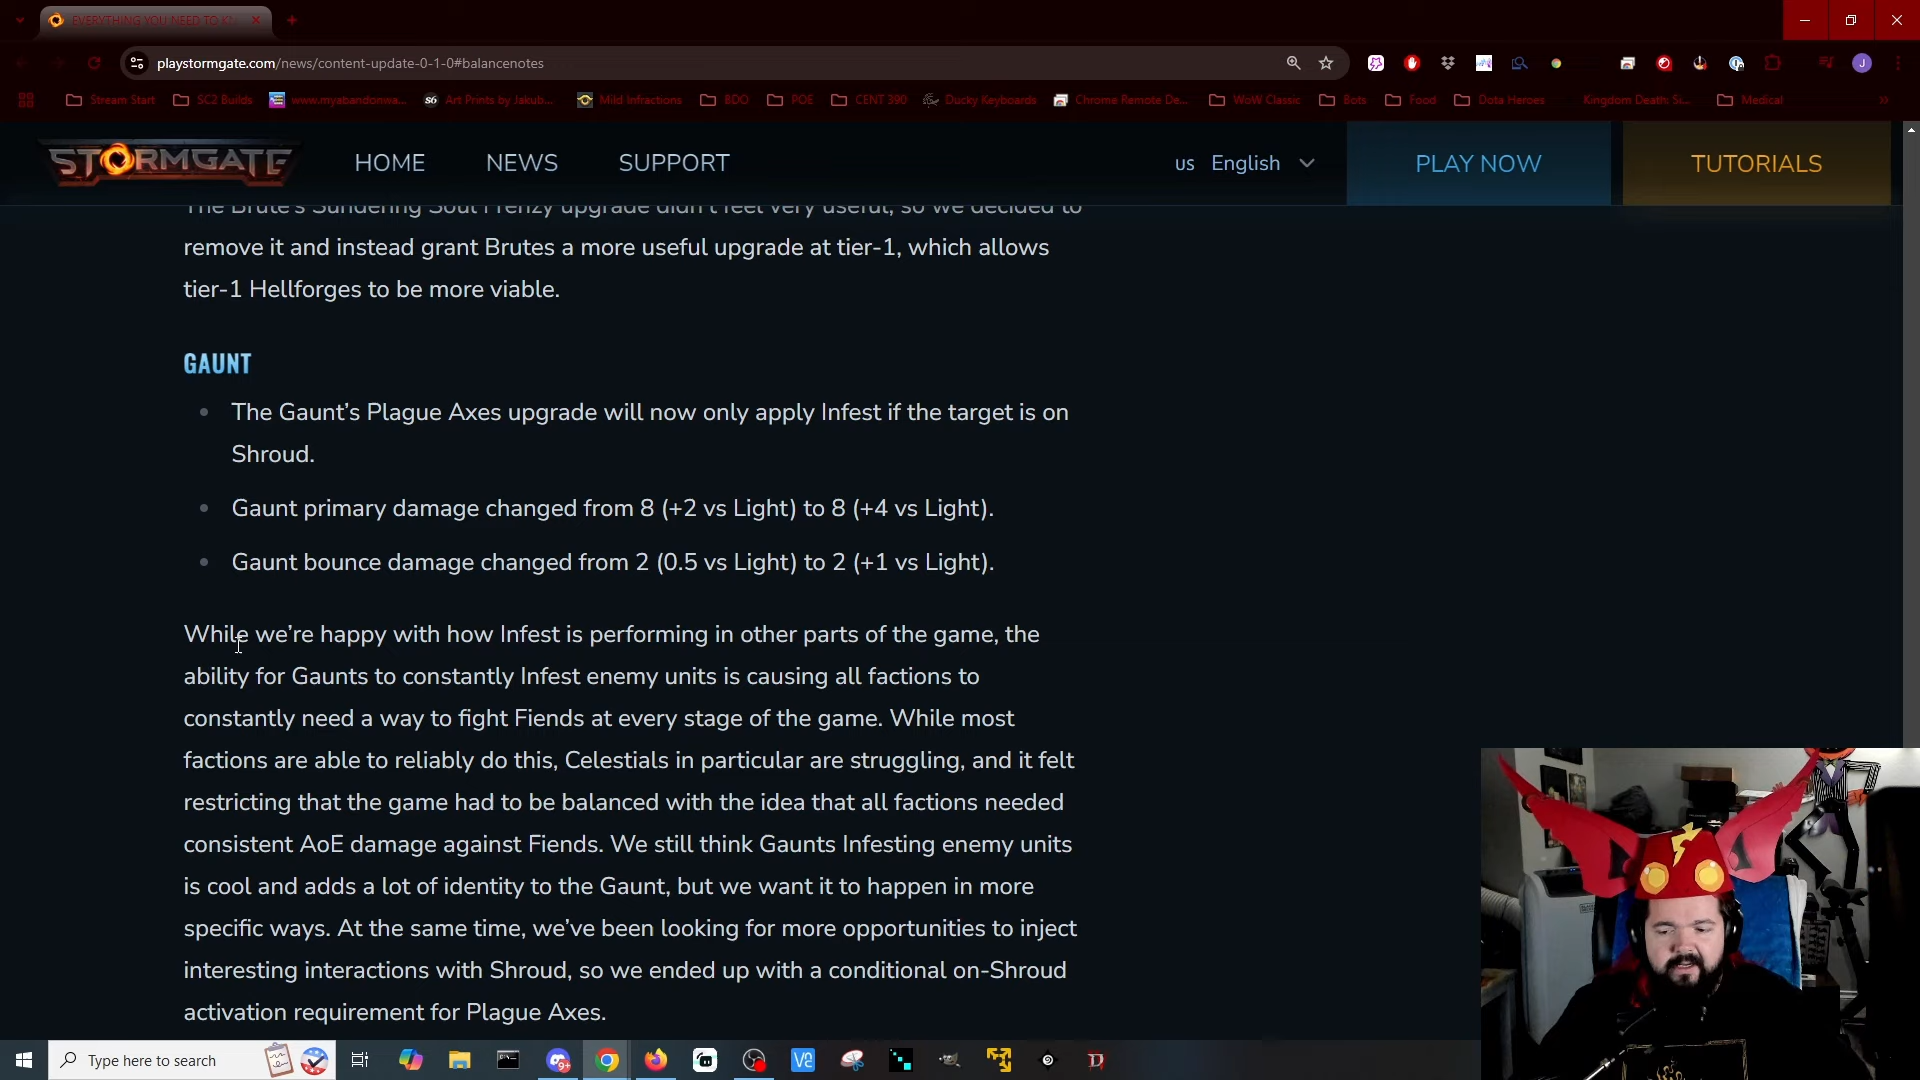 EVERYTHING YOU NEED TO K
playstormgate.com/news/content-update-0-1-0#balancenotes
Stream Start
SC2 Builds
www.myabandonwa...
Art Prints by Jakub...
Mild Infractions
BDO
POE
CENT 390
Ducky Keyboards
Chrome Remote De...
WoW Classic
Bots
Food
Dota Heroes
Kingdom Death: Si...
Medical
STORMGATE
HOME
NEWS
SUPPORT
us English
PLAY NOW
TUTORIALS
The Brute's Sundering Soul Frenzy upgrade didn't feel very useful, so we decided to
remove it and instead grant Brutes a more useful upgrade at tier-1, which allows
tier-1 Hellforges to be more viable.
GAUNT
The Gaunt's Plague Axes upgrade will now only apply Infest if the target is on
Shroud.
Gaunt primary damage changed from 8 (+2 vs Light) to 8 (+4 vs Light).
Gaunt bounce damage changed from 2 (0.5 vs Light) to 2 (+1 vs Light).
While we're happy with how Infest is performing in other parts of the game, the
ability for Gaunts to constantly Infest enemy units is causing all factions to
constantly need a way to fight Fiends at every stage of the game. While most
factions are able to reliably do this, Celestials in particular are struggling, and it felt
restricting that the game had to be balanced with the idea that all factions needed
consistent AoE damage against Fiends. We still think Gaunts Infesting enemy units
is cool and adds a lot of identity to the Gaunt, but we want it to happen in more
specific ways. At the same time, we've been looking for more opportunities to inject
interesting interactions with Shroud, so we ended up with a conditional on-Shroud
activation requirement for Plague Axes.
Type here to search